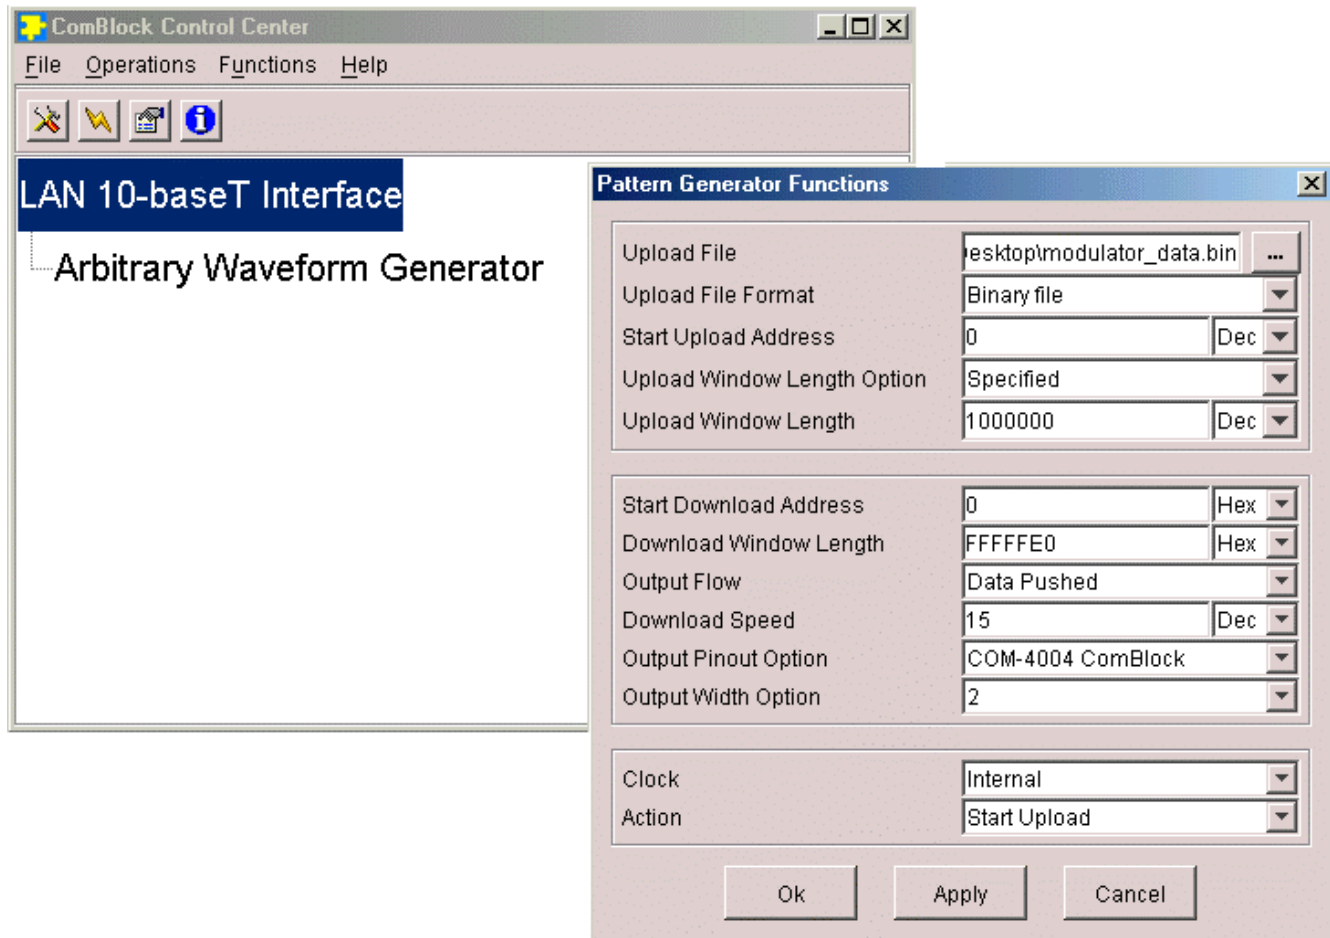 ComBlock Control Center
File Operations Functions Help
LAN 10-baseT Interface
Arbitrary Waveform Generator
Pattern Generator Functions
Upload File esktop\modulator_data.bin ...
Upload File Format Binary file
Start Upload Address 0 Dec
Upload Window Length Option Specified
Upload Window Length 1000000 Dec
Start Download Address 0 Hex
Download Window Length FFFFFE0 Hex
Output Flow Data Pushed
Download Speed 15 Dec
Output Pinout Option COM-4004 ComBlock
Output Width Option 2
Clock Internal
Action Start Upload
Ok Apply Cancel